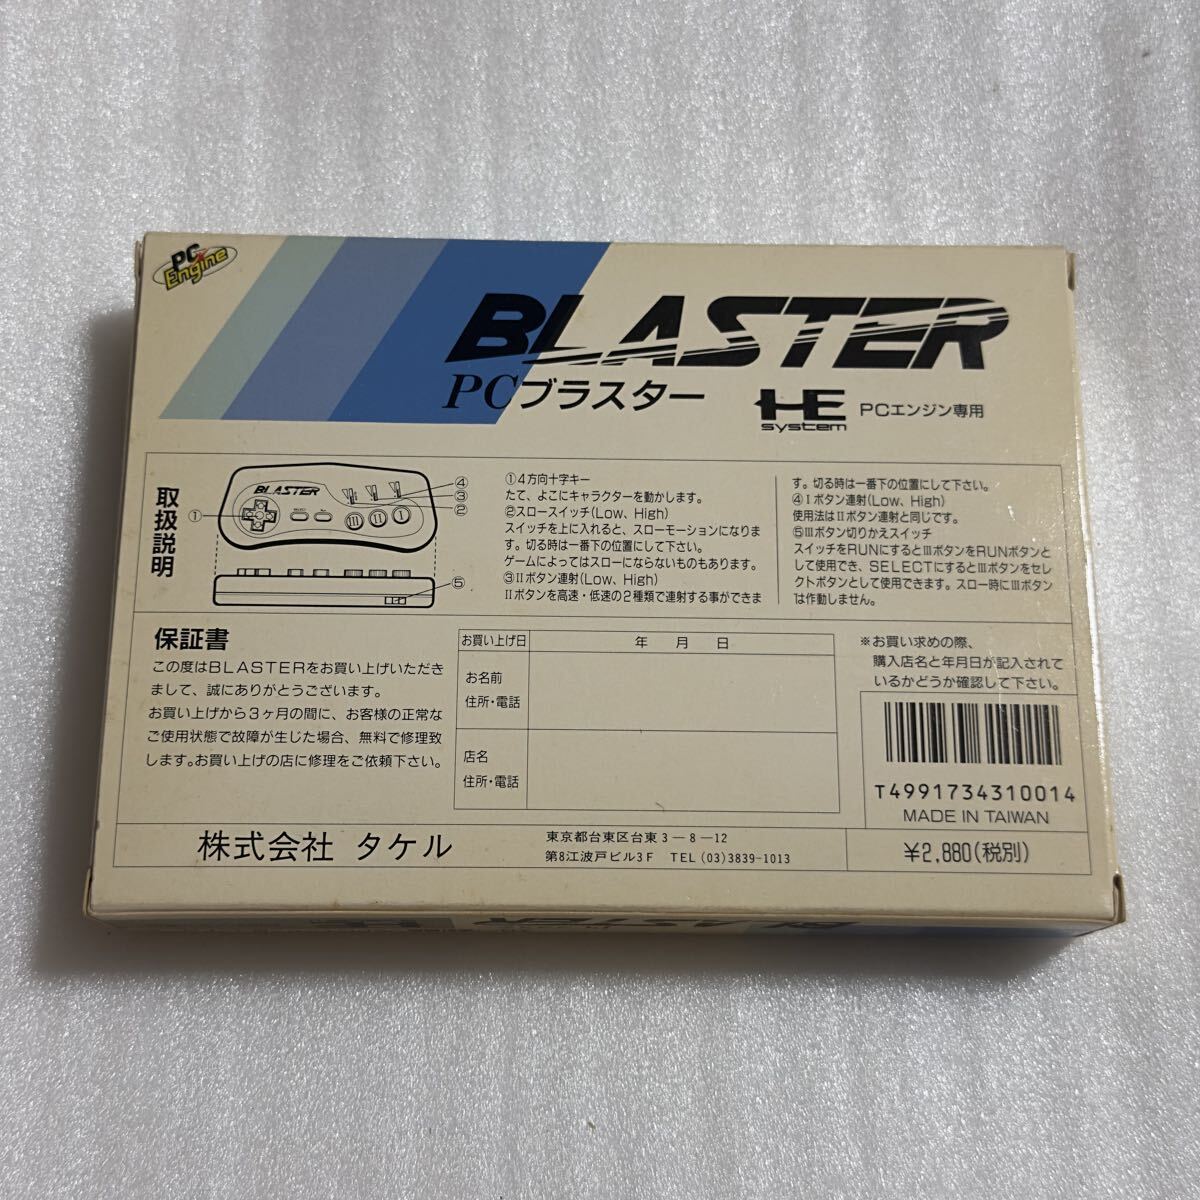 PC Engine
BLASTER
PCブラスター
HE system
PCエンジン専用
取扱説明
BLASTER
①
④
③
②
⑤
III
II
I
①4方向十字キー
たて、よこにキャラクターを動かします。
②スロースイッチ(Low、High)
スイッチを上に入れると、スローモーションになりま
す。切る時は一番下の位置にして下さい。
ゲームによってはスローにならないものもあります。
③IIボタン連射(Low、High)
IIボタンを高速・低速の2種類で連射する事ができま
す。切る時は一番下の位置にして下さい。
④Iボタン連射(Low、High)
使用法はIIボタン連射と同じです。
⑤IIIボタン切りかえスイッチ
スイッチをRUNにするとIIIボタンをRUNボタンと
して使用でき、SELECTにするとIIIボタンをセレ
クトボタンとして使用できます。スロー時にIIIボタン
は作動しません。
保証書
この度はBLASTERをお買い上げいただき
まして、誠にありがとうございます。
お買い上げから3ヶ月の間に、お客様の正常な
ご使用状態で故障が生じた場合、無料で修理致
します。お買い上げの店に修理をご依頼下さい。
お買い上げ日 年 月 日
お名前
住所・電話
店名
住所・電話
※お買い求めの際、
購入店名と年月日が記入されて
いるかどうか確認して下さい。
T4991734310014
MADE IN TAIWAN
株式会社 タケル
東京都台東区台東3－8－12
第8江波戸ビル3F TEL(03)3839-1013
¥2,880(税別)